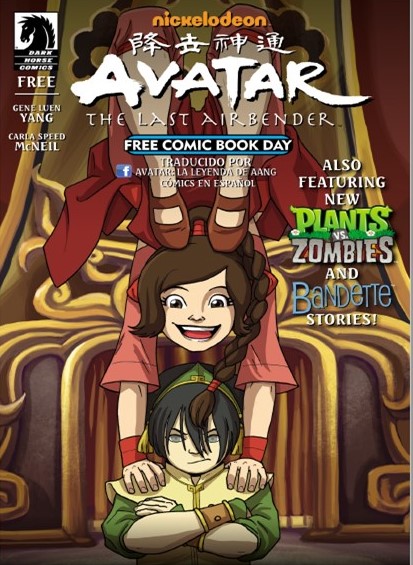 nickelodeon
降去神通
AVATAR
THE LAST AIRBENDER
FREE COMIC BOOK DAY
TRADUCIDO POR
f AVATAR: LA LEYENDA DE AANG
CÓMICS EN ESPAÑOL
DARK
HORSE
COMICS
FREE
GENE LUEN
YANG
CARLA SPEED
McNEIL
ALSO
FEATURING
NEW
PLANTS
VS.
ZOMBIES
AND
BANDETTE™
STORIES!